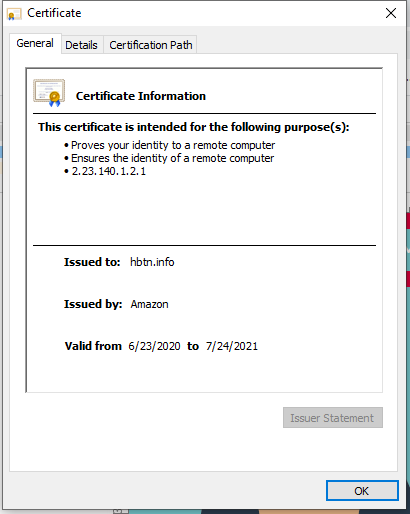 Certificate
General Details Certification Path
Certificate Information
This certificate is intended for the following purpose(s):
• Proves your identity to a remote computer
• Ensures the identity of a remote computer
• 2.23.140.1.2.1
Issued to: hbtn.info
Issued by: Amazon
Valid from 6/23/2020 to 7/24/2021
Issuer Statement
OK